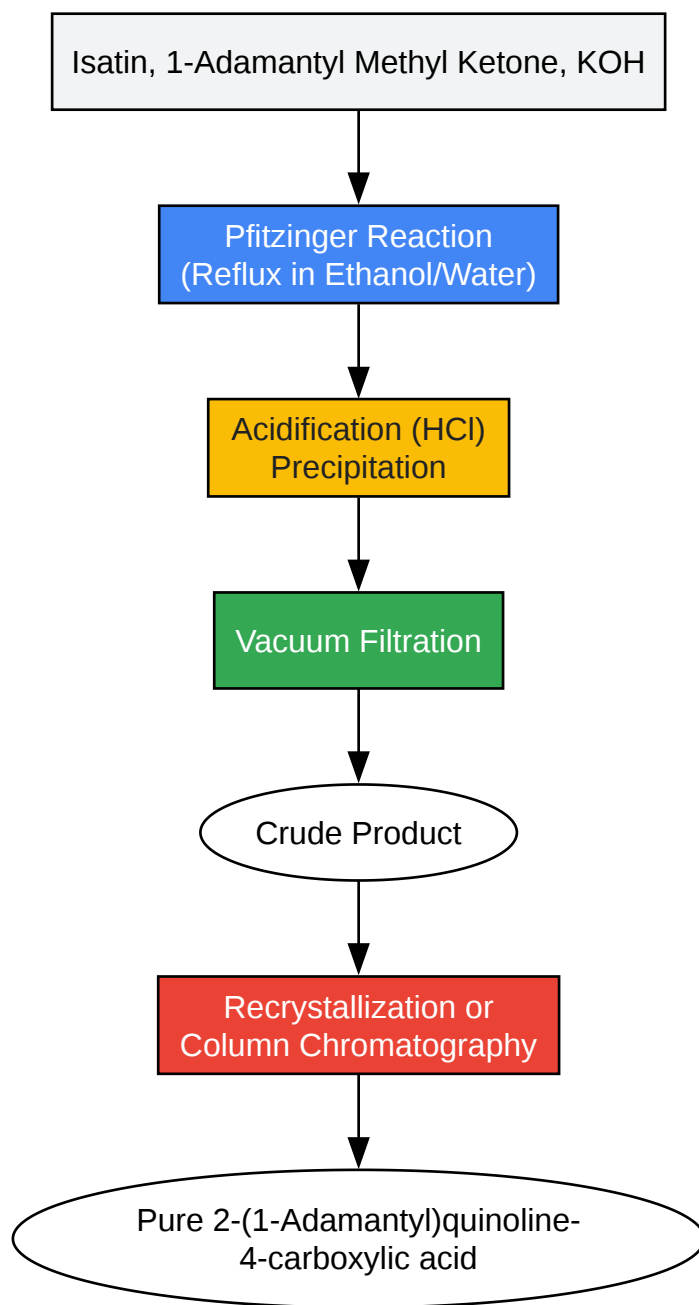 Isatin, 1-Adamantyl Methyl Ketone, KOH
Pfitzinger Reaction
(Reflux in Ethanol/Water)
Acidification (HCl)
Precipitation
Vacuum Filtration
Crude Product
Recrystallization or
Column Chromatography
Pure 2-(1-Adamantyl)quinoline-
4-carboxylic acid